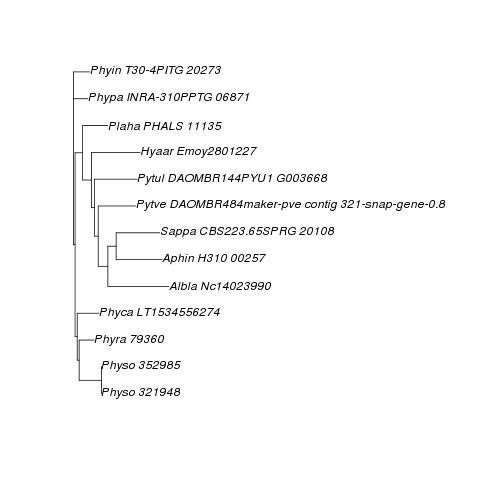 Phyin T30-4PITG 20273
Phypa INRA-310PPTG 06871
Plaha PHALS 11135
Hyaar Emoy2801227
Pytul DAOMBR144PYU1 G003668
Pytve DAOMBR484maker-pve contig 321-snap-gene-0.8
Sappa CBS223.65SPRG 20108
Aphin H310 00257
Albla Nc14023990
Phyca LT1534556274
Phyra 79360
Physo 352985
Physo 321948